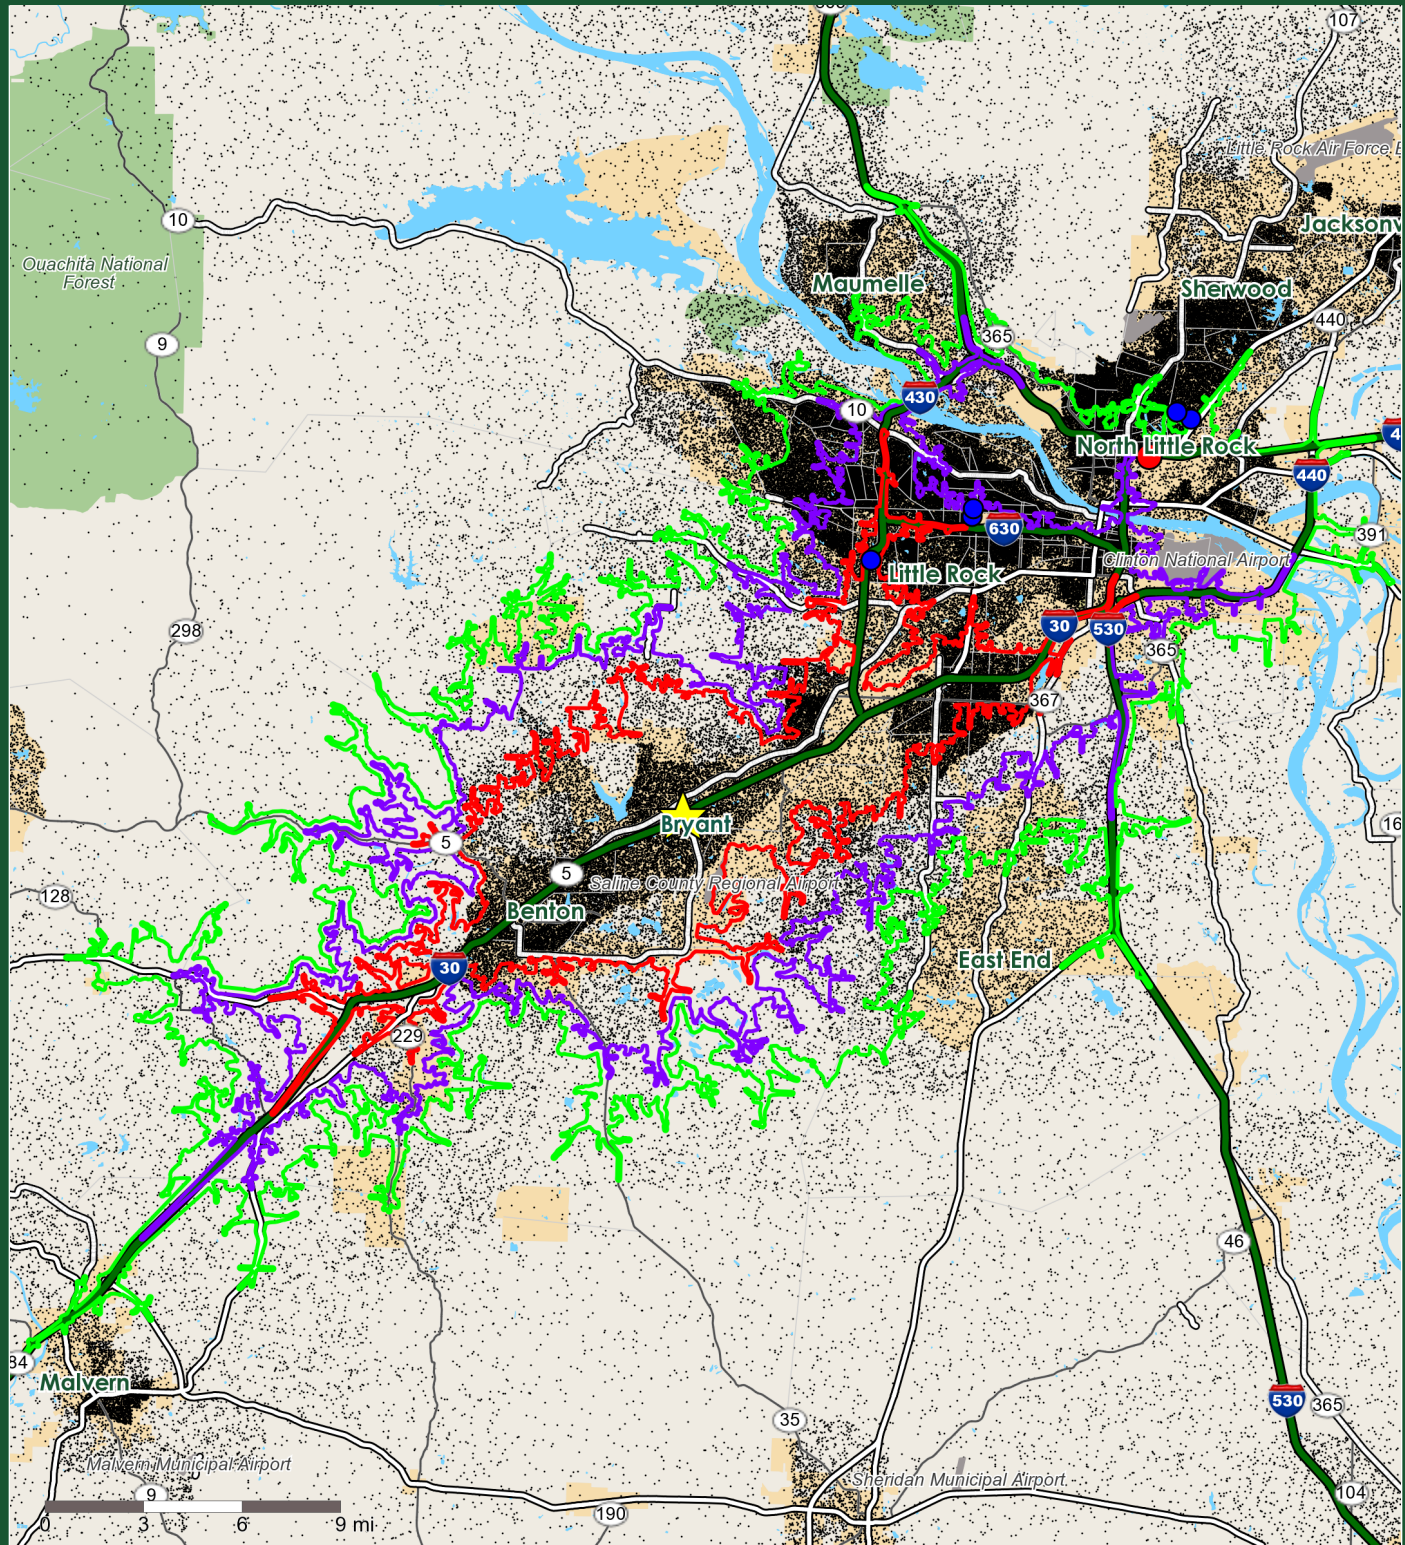 107
Little Rock Air Force
10
Jacksonv
Ouachita National
Forest
Maumelle
Sherwood
440
9
365
430
10
North Little Rock
4
440
630
391
Clinton National Airport
Little Rock
298
30
530
365
367
Bryant
16
5
5
Saline County Regional Airport
128
Benton
East End
30
229
46
84
Malvern
530
365
35
Malvern Municipal Airport
Sheridan Municipal Airport
9
104
190
0
3
6
9 mi